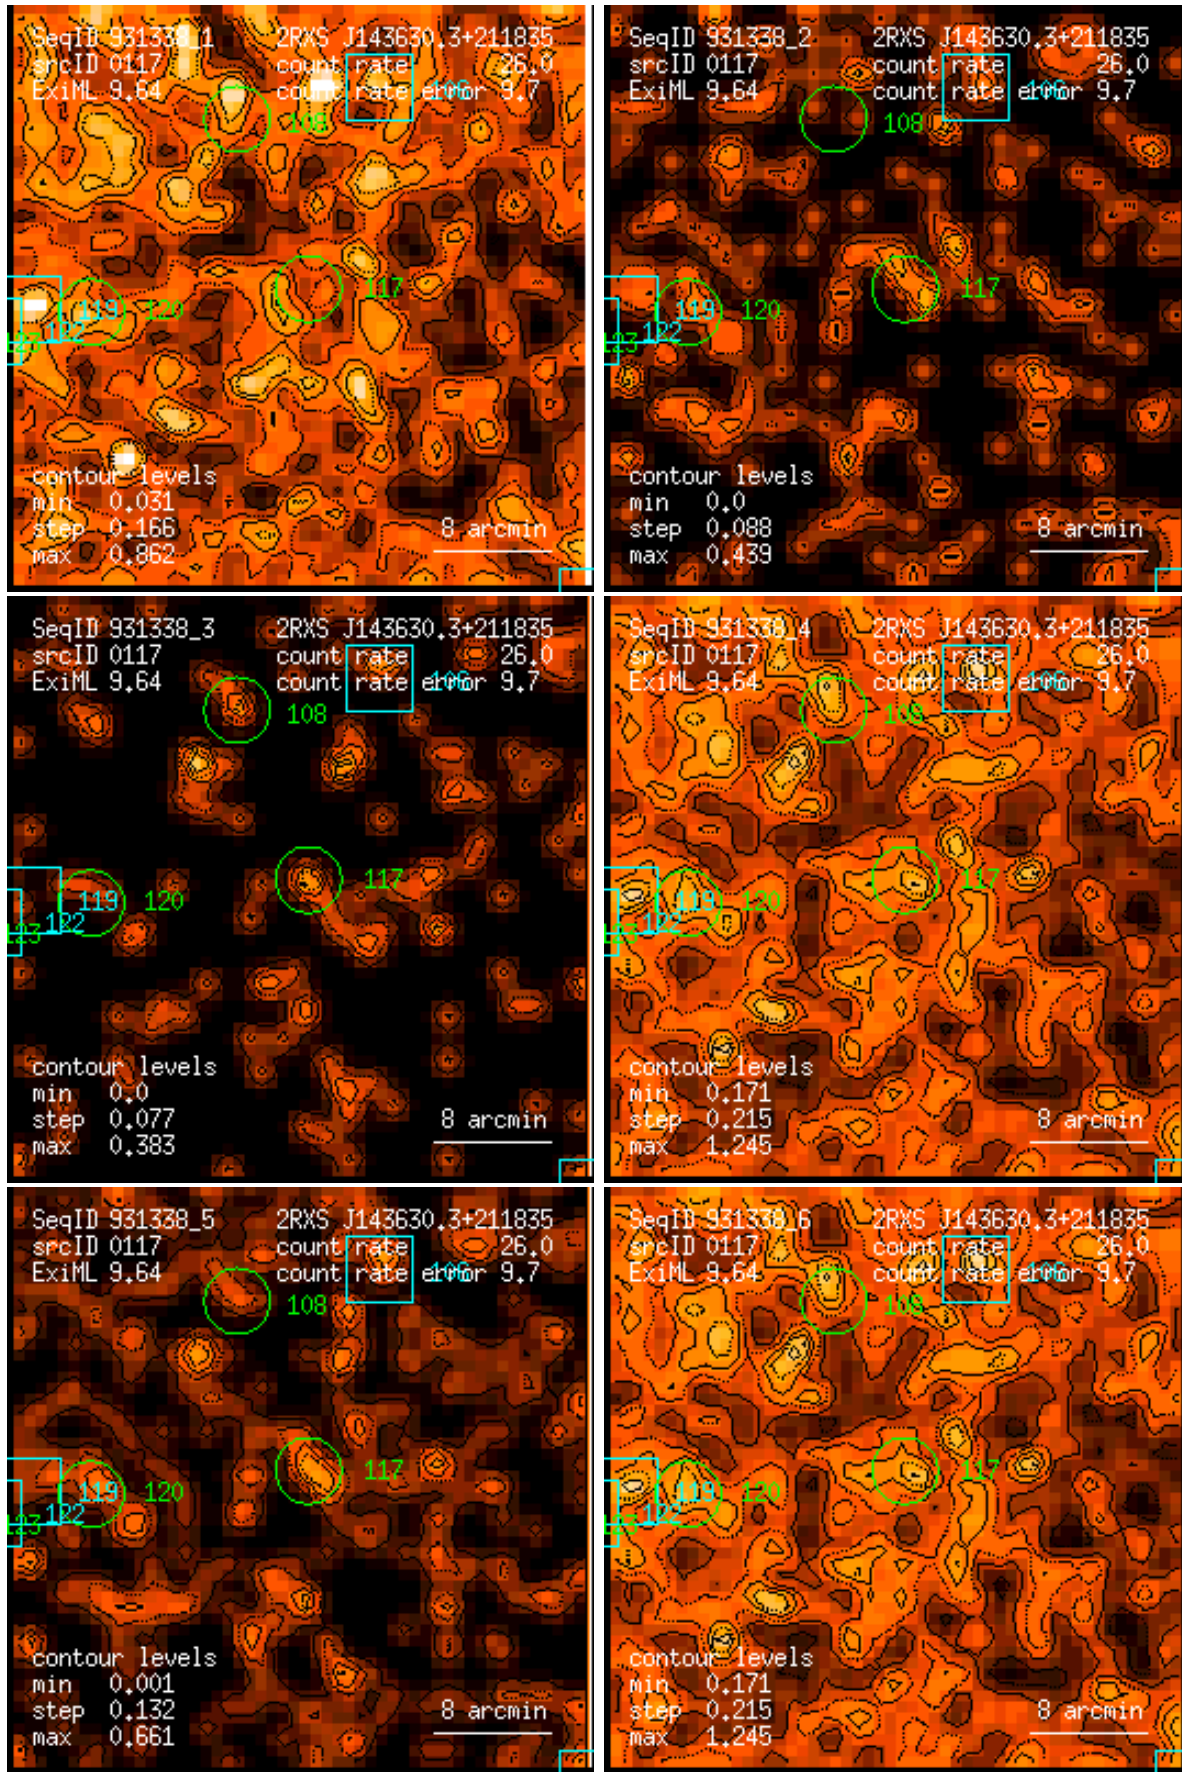 SeqID 931338_1 2RXS J143630.3+211835
srcID 0117 count rate 26.0
ExiML 9.64 count rate error 9.7
108
117
119 120
122
123
contour levels
min 0.031
step 0.166 8 arcmin
max 0.862
SeqID 931338_2 2RXS J143630.3+211835
srcID 0117 count rate 26.0
ExiML 9.64 count rate error 9.7
108
117
119 120
122
contour levels
min 0.0
step 0.088 8 arcmin
max 0.439
SeqID 931338_3 2RXS J143630.3+211835
srcID 0117 count rate 26.0
ExiML 9.64 count rate error 9.7
108
117
119 120
122
123
contour levels
min 0.0
step 0.077 8 arcmin
max 0.383
SeqID 931338_4 2RXS J143630.3+211835
srcID 0117 count rate 26.0
ExiML 9.64 count rate error 9.7
108
117
119 120
122
contour levels
min 0.171
step 0.215 8 arcmin
max 1.245
SeqID 931338_5 2RXS J143630.3+211835
srcID 0117 count rate 26.0
ExiML 9.64 count rate error 9.7
108
117
119 120
122
123
contour levels
min 0.001
step 0.132 8 arcmin
max 0.661
SeqID 931338_6 2RXS J143630.3+211835
srcID 0117 count rate 26.0
ExiML 9.64 count rate error 9.7
108
117
119 120
122
contour levels
min 0.171
step 0.215 8 arcmin
max 1.245